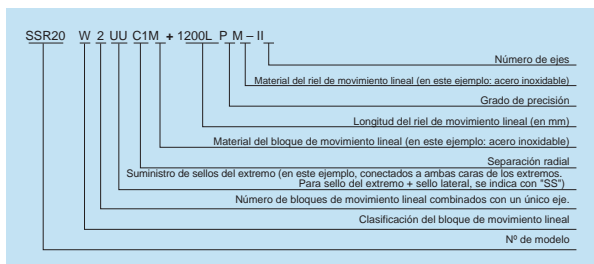 SSR20 W 2 UU C1M + 1200L P M – II
Número de ejes
Material del riel de movimiento lineal (en este ejemplo: acero inoxidable)
Grado de precisión
Longitud del riel de movimiento lineal (en mm)
Material del bloque de movimiento lineal (en este ejemplo: acero inoxidable)
Separación radial
Suministro de sellos del extremo (en este ejemplo, conectados a ambas caras de los extremos.
Para sello del extremo + sello lateral, se indica con "SS")
Número de bloques de movimiento lineal combinados con un único eje.
Clasificación del bloque de movimiento lineal
Nº de modelo